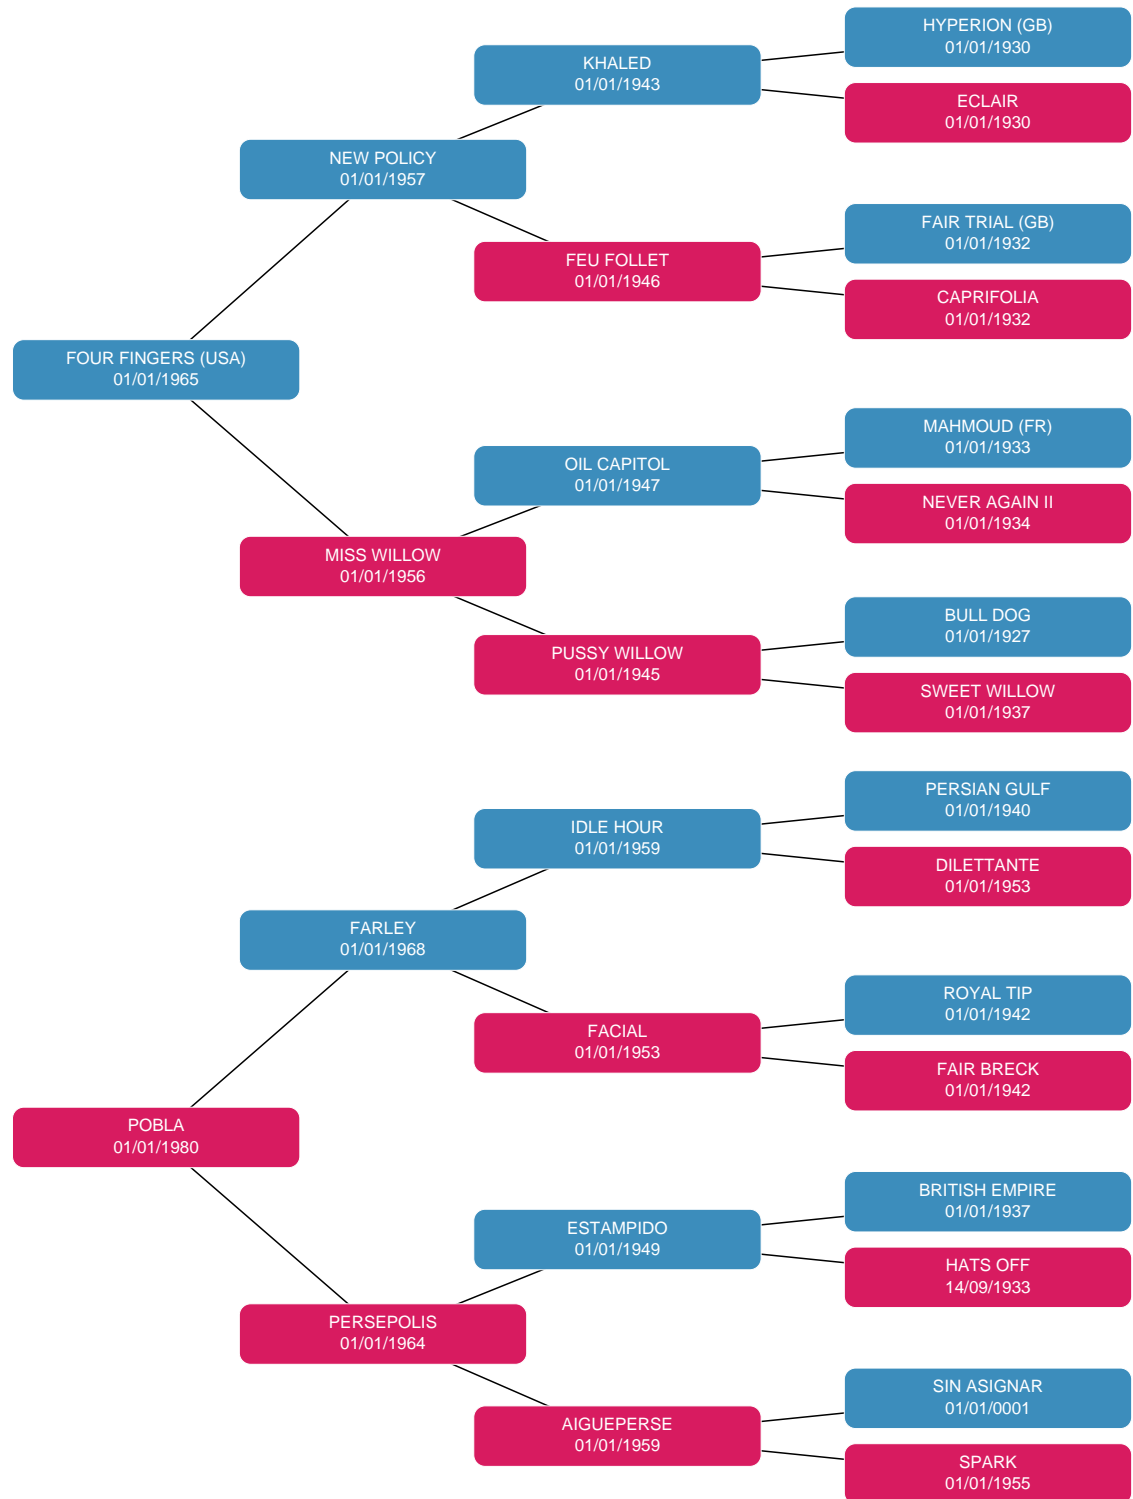 HYPERION (GB)
01/01/1930
KHALED
01/01/1943
ECLAIR
01/01/1930
NEW POLICY
01/01/1957
FAIR TRIAL (GB)
01/01/1932
FEU FOLLET
01/01/1946
CAPRIFOLIA
01/01/1932
FOUR FINGERS (USA)
01/01/1965
MAHMOUD (FR)
01/01/1933
OIL CAPITOL
01/01/1947
NEVER AGAIN II
01/01/1934
MISS WILLOW
01/01/1956
BULL DOG
01/01/1927
PUSSY WILLOW
01/01/1945
SWEET WILLOW
01/01/1937
PERSIAN GULF
01/01/1940
IDLE HOUR
01/01/1959
DILETTANTE
01/01/1953
FARLEY
01/01/1968
ROYAL TIP
01/01/1942
FACIAL
01/01/1953
FAIR BRECK
01/01/1942
POBLA
01/01/1980
BRITISH EMPIRE
01/01/1937
ESTAMPIDO
01/01/1949
HATS OFF
14/09/1933
PERSEPOLIS
01/01/1964
SIN ASIGNAR
01/01/0001
AIGUEPERSE
01/01/1959
SPARK
01/01/1955